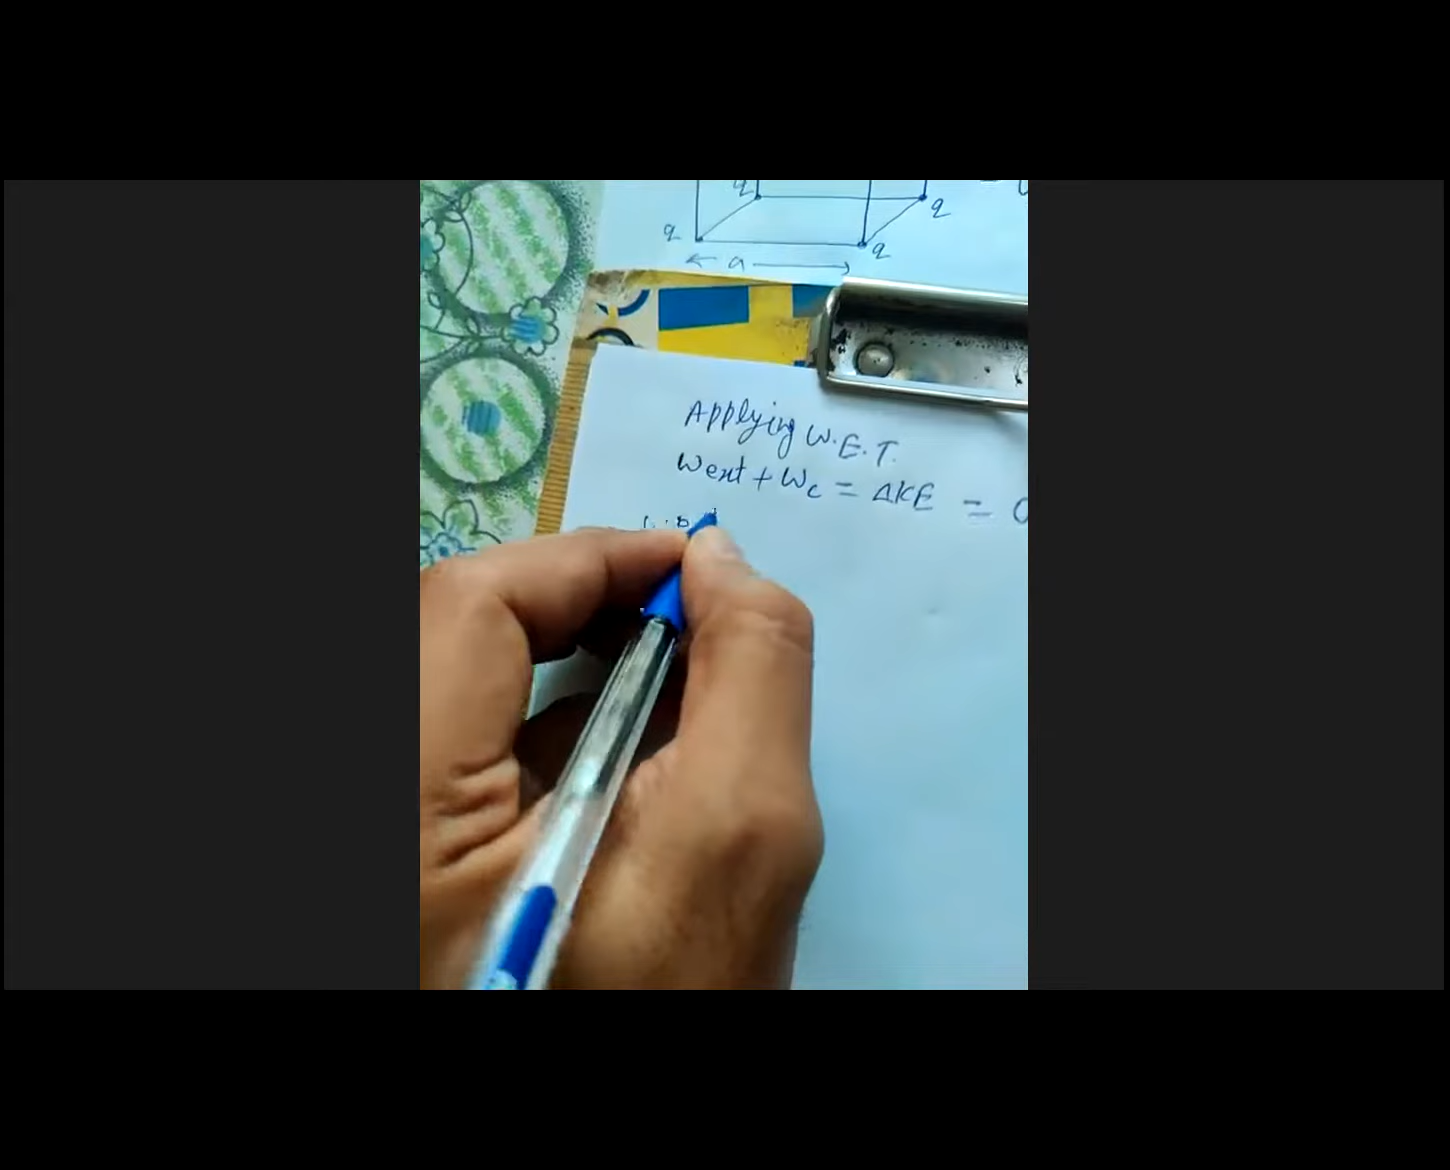 q
q
q
q
a
Applying W.E.T.
Wext + Wc = ΔKE = 0